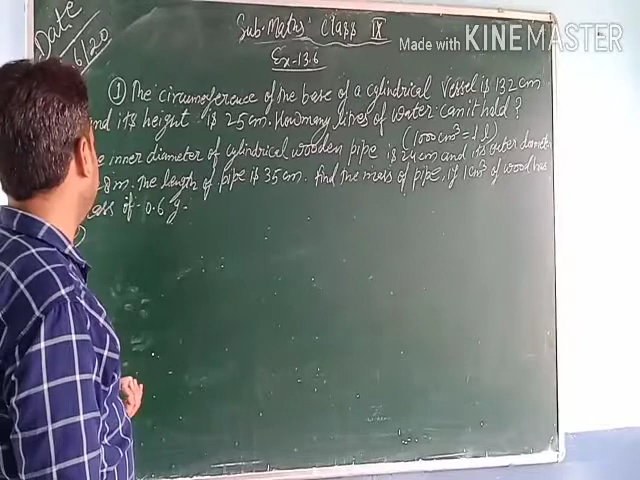 Date
6/20
Sub-Maths: Class IX
Made with KINEMASTER
Ex-13.6
① The circumference of the base of a cylindrical vessel is 132 cm
and its height is 25 cm. How many litres of water can it hold?
(1000 cm³ = 1 l)
inner diameter of cylindrical wooden pipe is 24 cm and its outer diameter
8 m. The length of pipe is 35 cm. find the mass of pipe, if 1 cm³ of wood has
mass of 0.6 g.